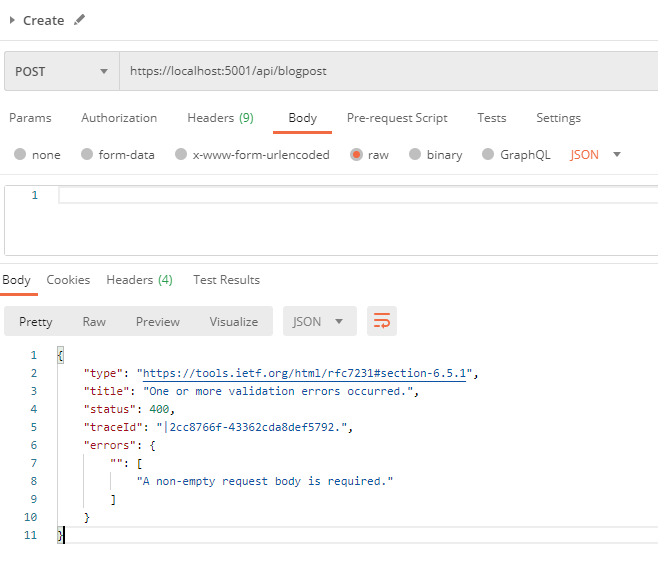 Create
POST https://localhost:5001/api/blogpost
Params Authorization Headers (9) Body Pre-request Script Tests Settings
none form-data x-www-form-urlencoded raw binary GraphQL JSON
1
Body Cookies Headers (4) Test Results
Pretty Raw Preview Visualize JSON
1 {
2 "type": "https://tools.ietf.org/html/rfc7231#section-6.5.1",
3 "title": "One or more validation errors occurred.",
4 "status": 400,
5 "traceId": "|2cc8766f-43362cda8def5792.",
6 "errors": {
7 "": [
8 "A non-empty request body is required."
9 ]
10 }
11 }